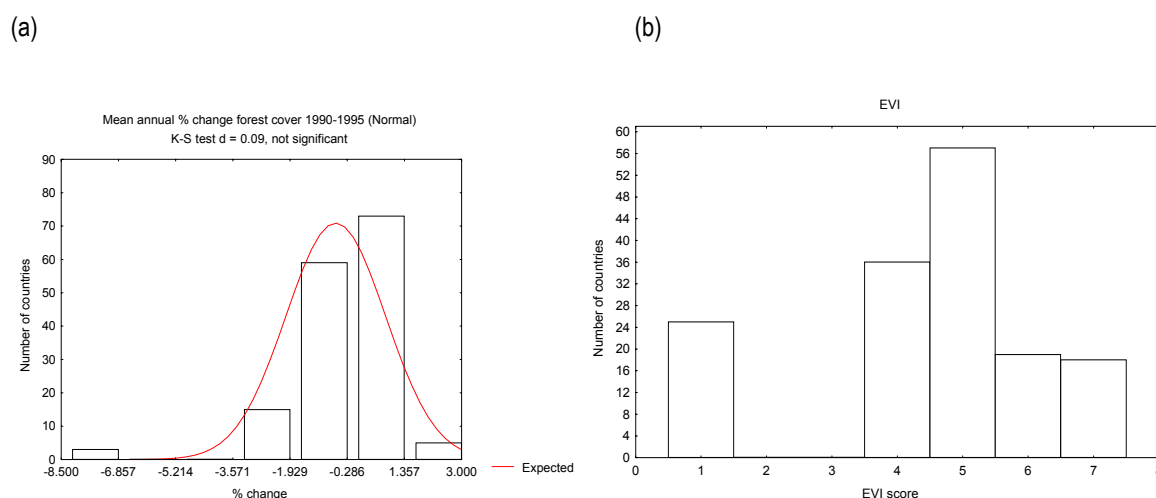 (a)
Mean annual % change forest cover 1990-1995 (Normal)
K-S test d = 0.09, not significant
Number of countries
90
80
70
60
50
40
30
20
10
0
-8.500 -6.857 -5.214 -3.571 -1.929 -0.286 1.357 3.000
% change
Expected
(b)
EVI
Number of countries
60
56
52
48
44
40
36
32
28
24
20
16
12
8
4
0
0 1 2 3 4 5 6 7
EVI score